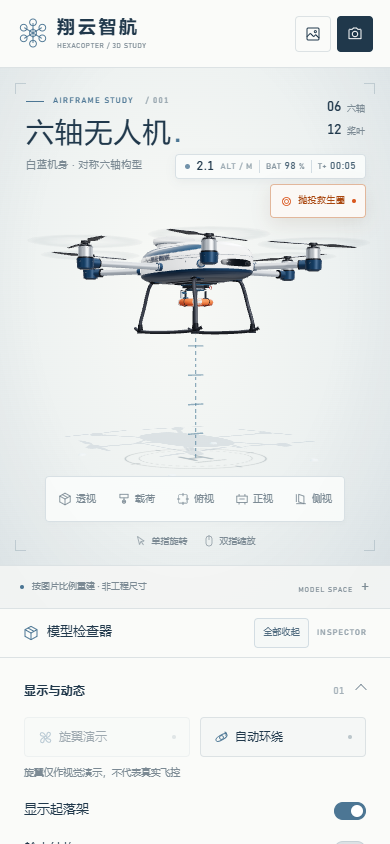 翔云智航
HEXACOPTER / 3D STUDY
AIRFRAME STUDY / 001
06 六轴
六轴无人机.
12 桨叶
白蓝机身 · 对称六轴构型
2.1 ALT / M BAT 98 % T+ 00:05
抛投救生圈
透视 载荷 俯视 正视 侧视
单指旋转 双指缩放
按图片比例重建 · 非工程尺寸
MODEL SPACE +
模型检查器
全部收起
INSPECTOR
显示与动态
01
旋翼演示
自动环绕
旋翼仅作视觉演示，不代表真实飞控
显示起落架